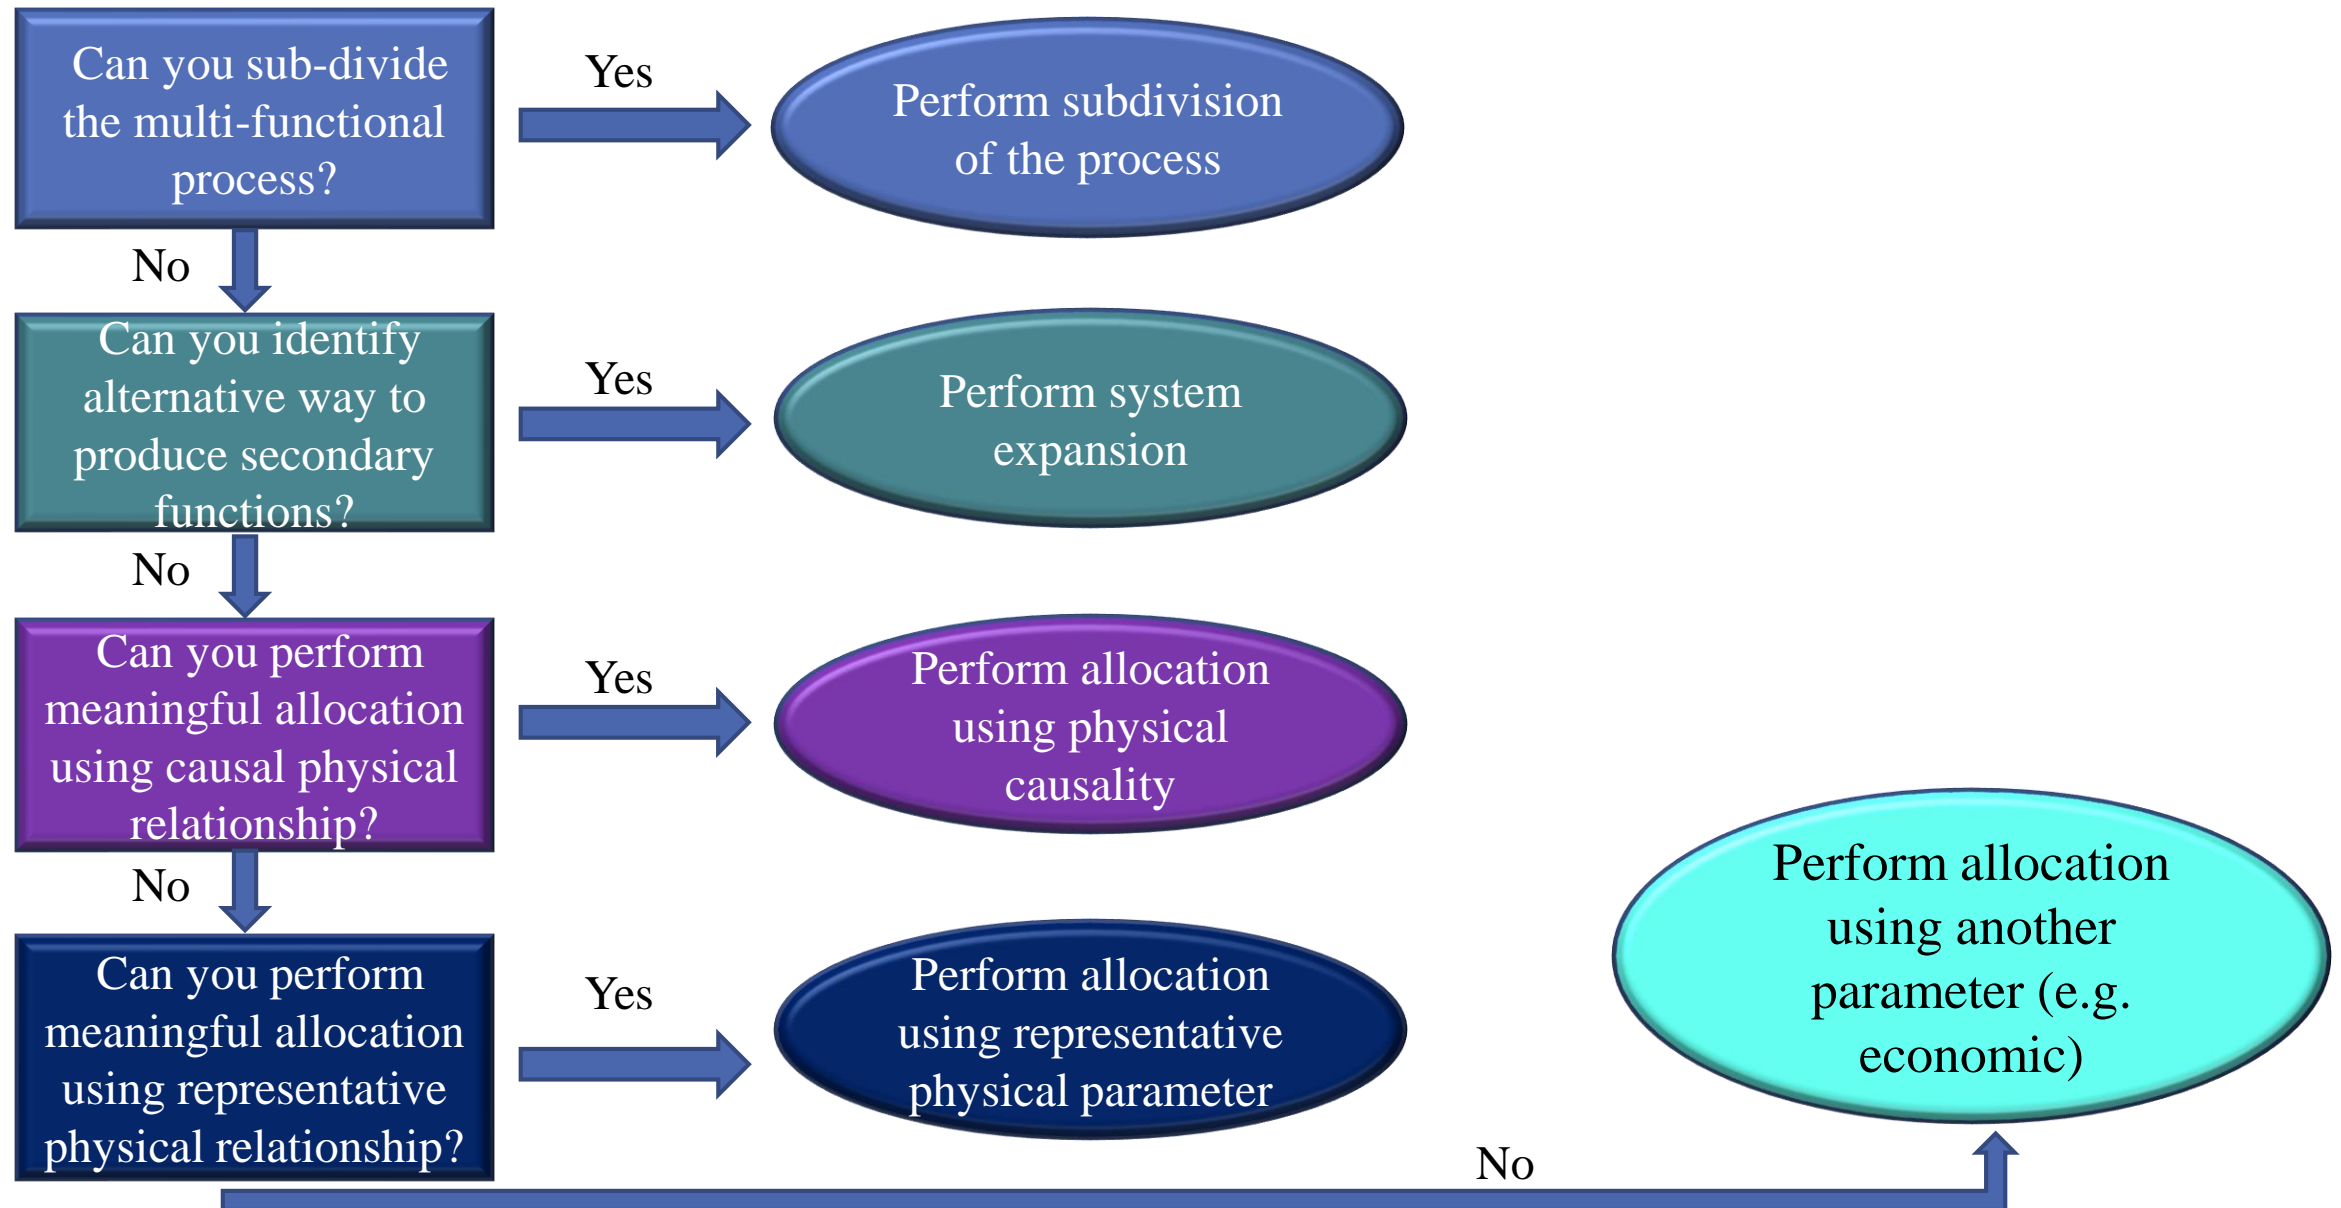 Can you sub-divide
the multi-functional
process?
Yes
Perform subdivision
of the process
No
Can you identify
alternative way to
produce secondary
functions?
Yes
Perform system
expansion
No
Can you perform
meaningful allocation
using causal physical
relationship?
Yes
Perform allocation
using physical
causality
No
Can you perform
meaningful allocation
using representative
physical relationship?
Yes
Perform allocation
using representative
physical parameter
No
Perform allocation
using another
parameter (e.g.
economic)